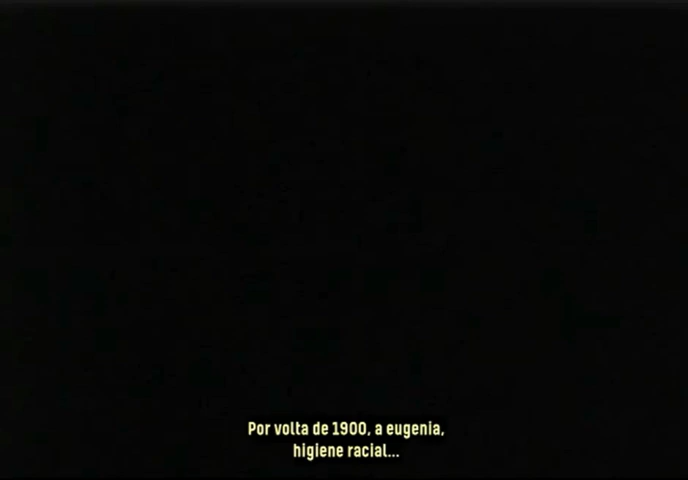 Por volta de 1900, a eugenia,
higiene racial...